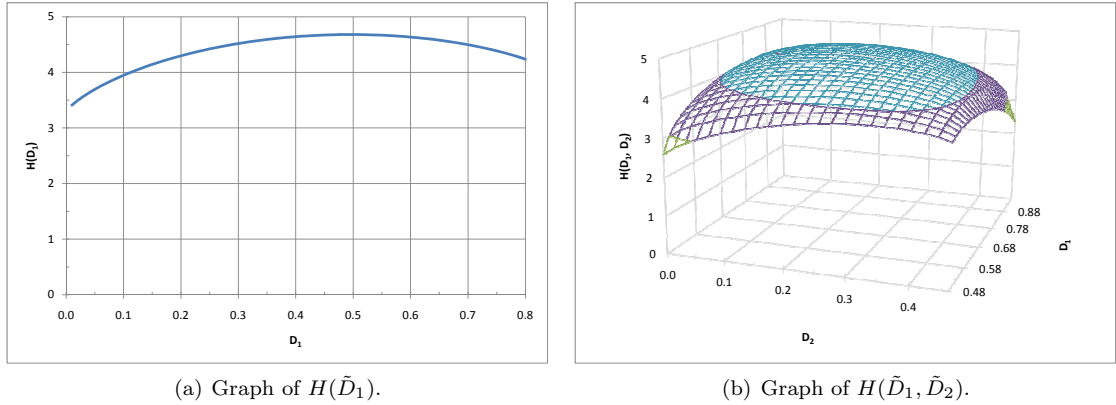 5
4
3
2
1
0
H(D₁)
0.0 0.1 0.2 0.3 0.4 0.5 0.6 0.7 0.8
D₁
(a) Graph of H(D̃₁).
5
4
3
2
1
0
H(D₁, D₂)
0.0 0.1 0.2 0.3 0.4
D₂
0.88
0.78
0.68
0.58
0.48
D₁
(b) Graph of H(D̃₁, D̃₂).